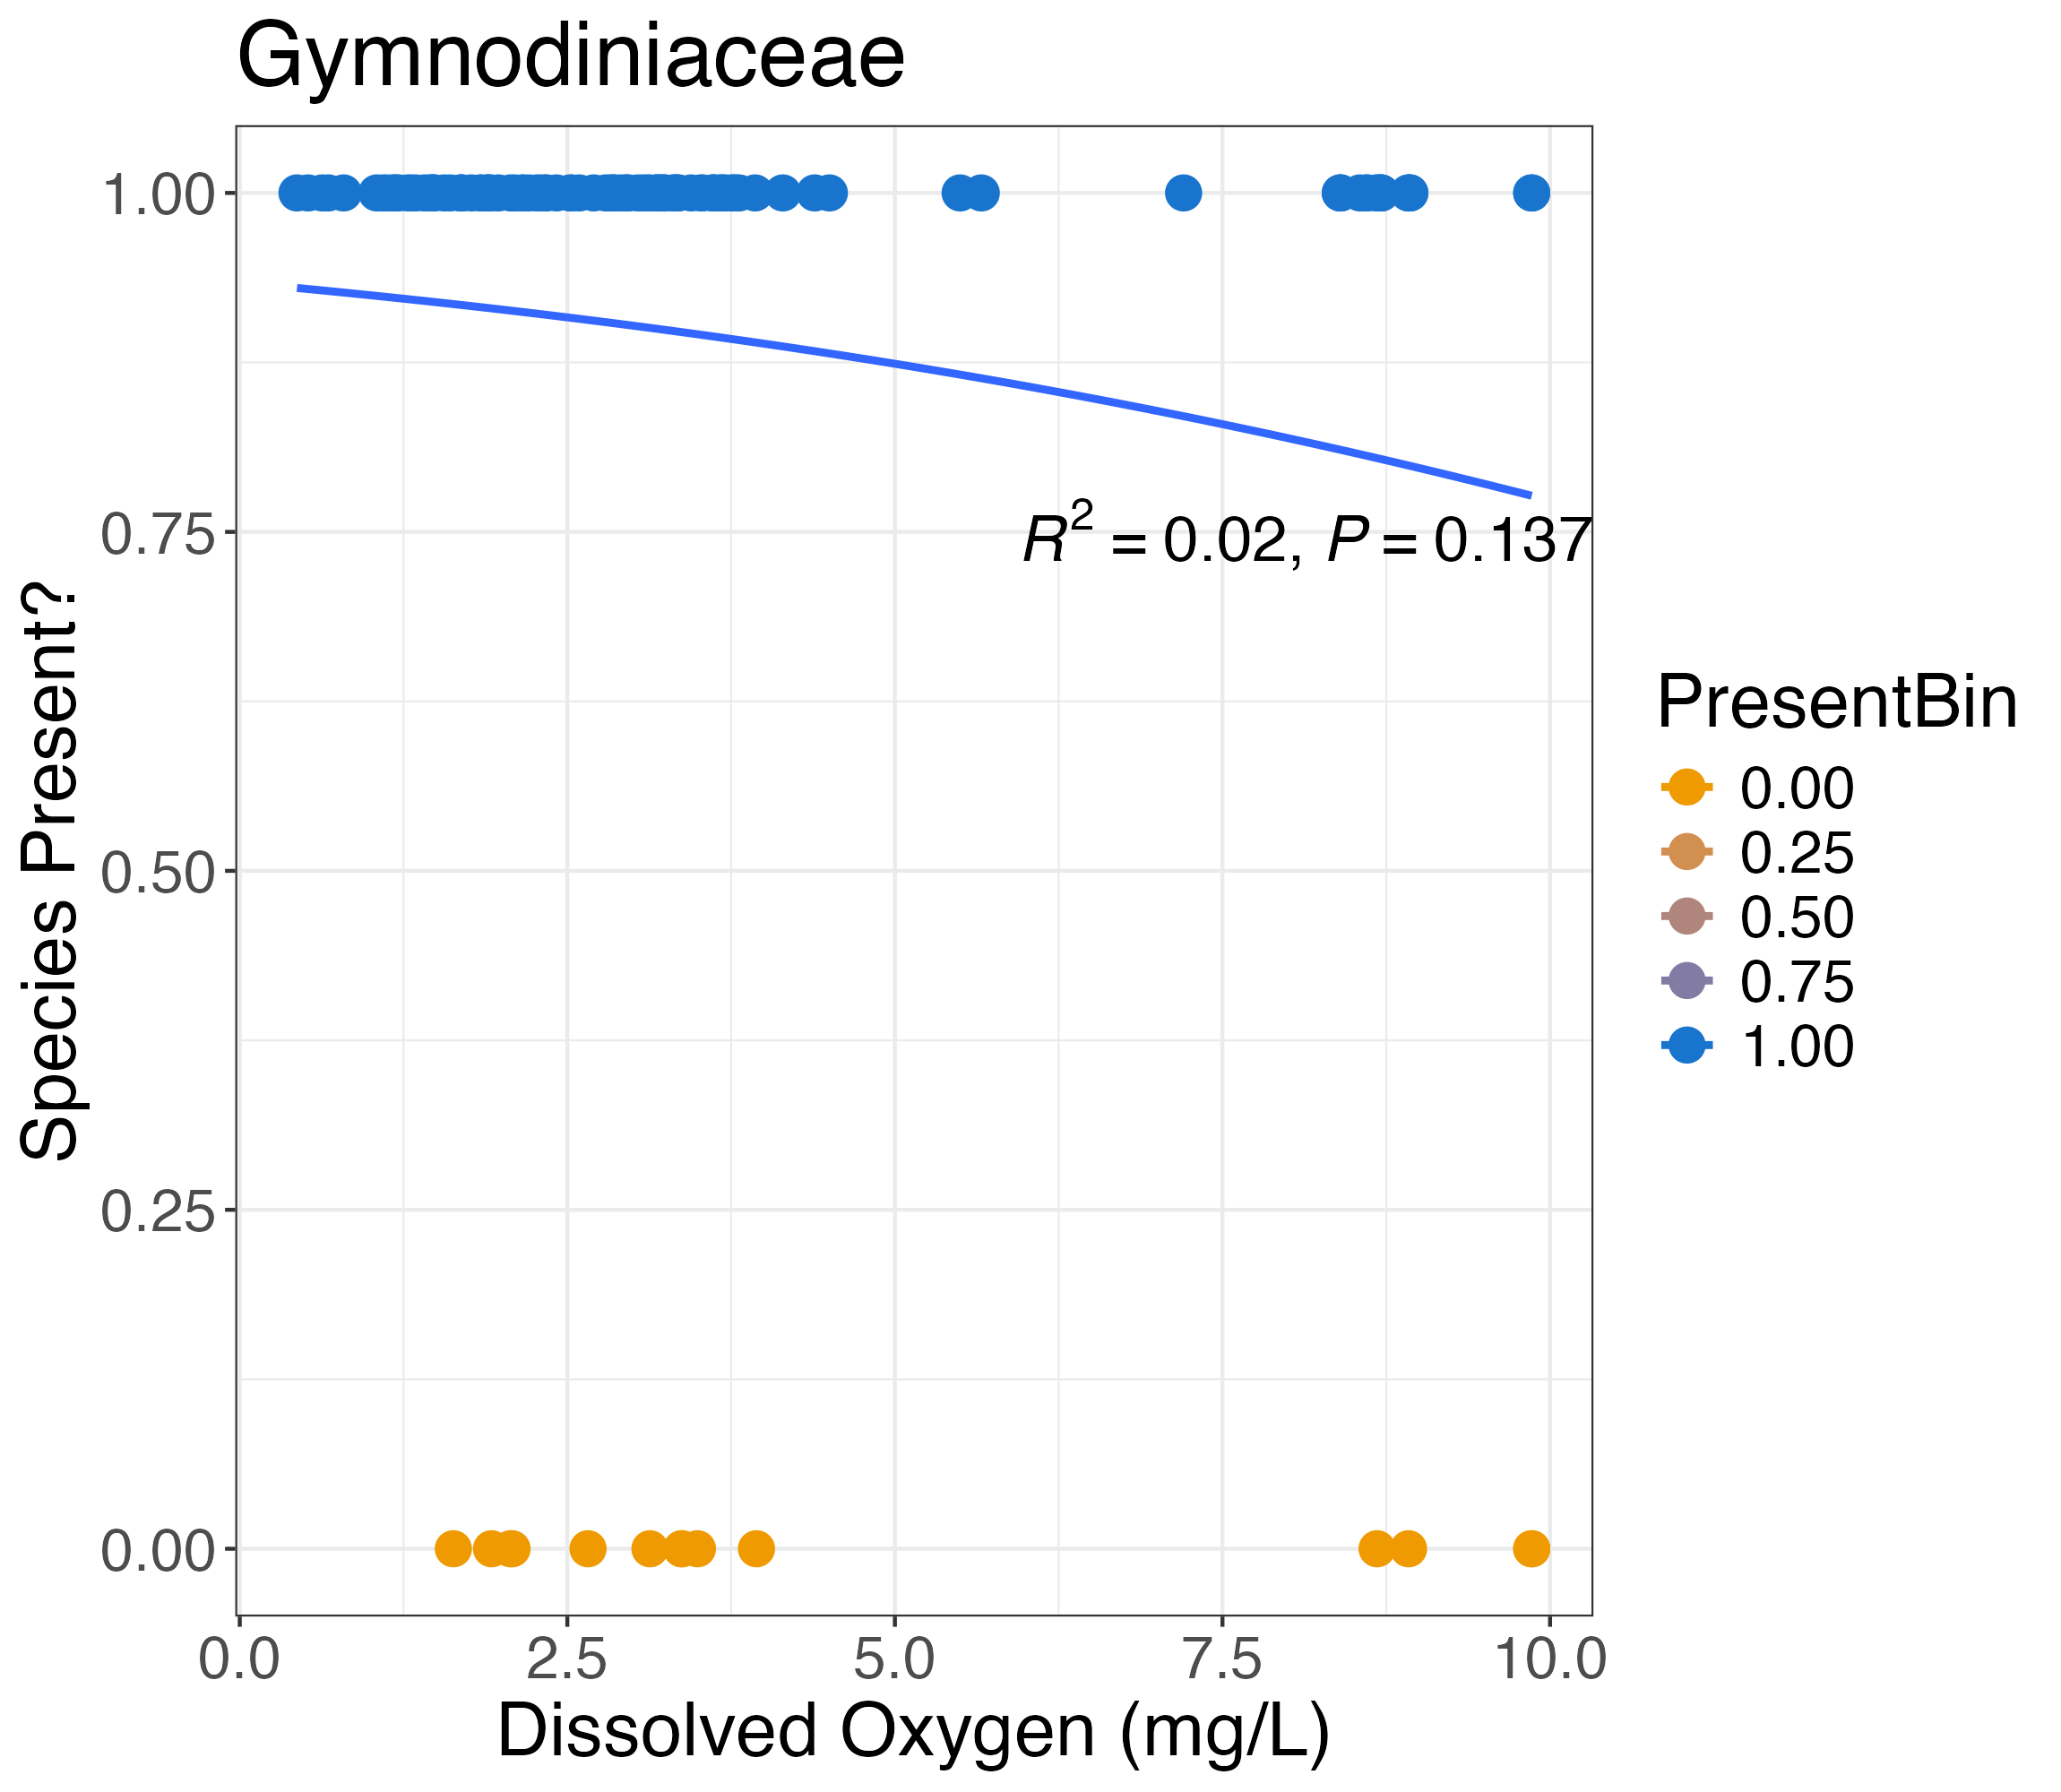 Gymnodiniaceae
1.00
0.75
0.50
0.25
0.00
Species Present?
R² = 0.02, P = 0.137
0.0 2.5 5.0 7.5 10.0
Dissolved Oxygen (mg/L)
PresentBin
0.00
0.25
0.50
0.75
1.00